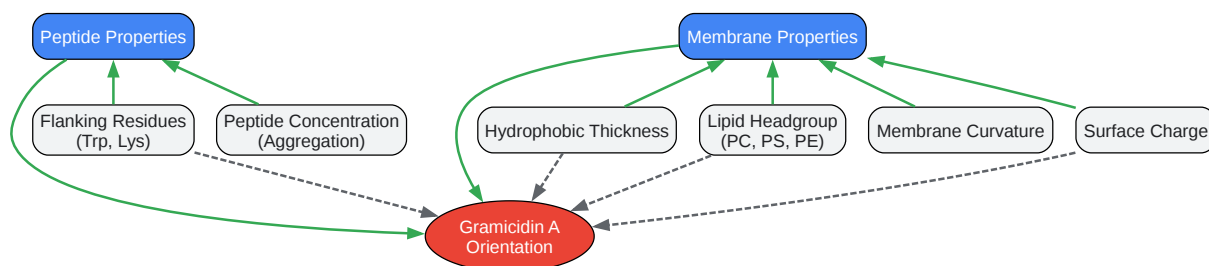 Peptide Properties
Membrane Properties
Flanking Residues
(Trp, Lys)
Peptide Concentration
(Aggregation)
Hydrophobic Thickness
Lipid Headgroup
(PC, PS, PE)
Membrane Curvature
Surface Charge
Gramicidin A
Orientation